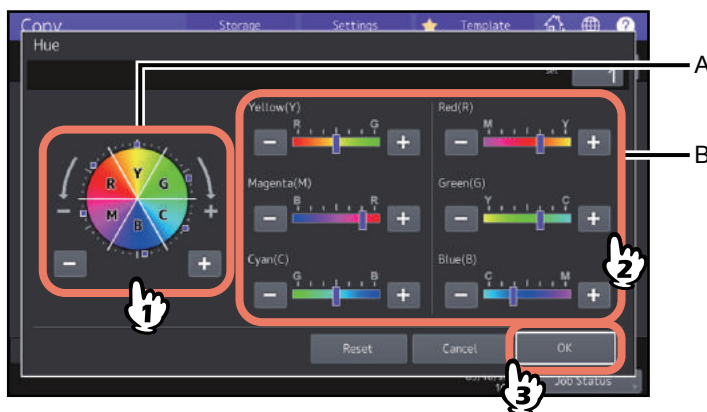 Copy Storage Settings Template ?
Hue
set 1
A
B
Yellow(Y)
R G
− +
Red(R)
M Y
− +
Magenta(M)
B R
− +
Green(G)
Y C
− +
Cyan(C)
G B
− +
Blue(B)
C M
− +
Y
R G
M C
B
− +
− +
1
2
Reset Cancel OK
3
Job Status